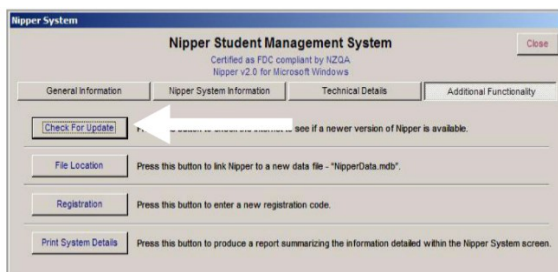 Nipper System
Nipper Student Management System
Close
Certified as FDC compliant by NZQA
Nipper v2.0 for Microsoft Windows
General Information Nipper System Information Technical Details Additional Functionality
Check For Update to see if a newer version of Nipper is available.
File Location Press this button to link Nipper to a new data file - "NipperData.mdb".
Registration Press this button to enter a new registration code.
Print System Details Press this button to produce a report summarizing the information detailed within the Nipper System screen.